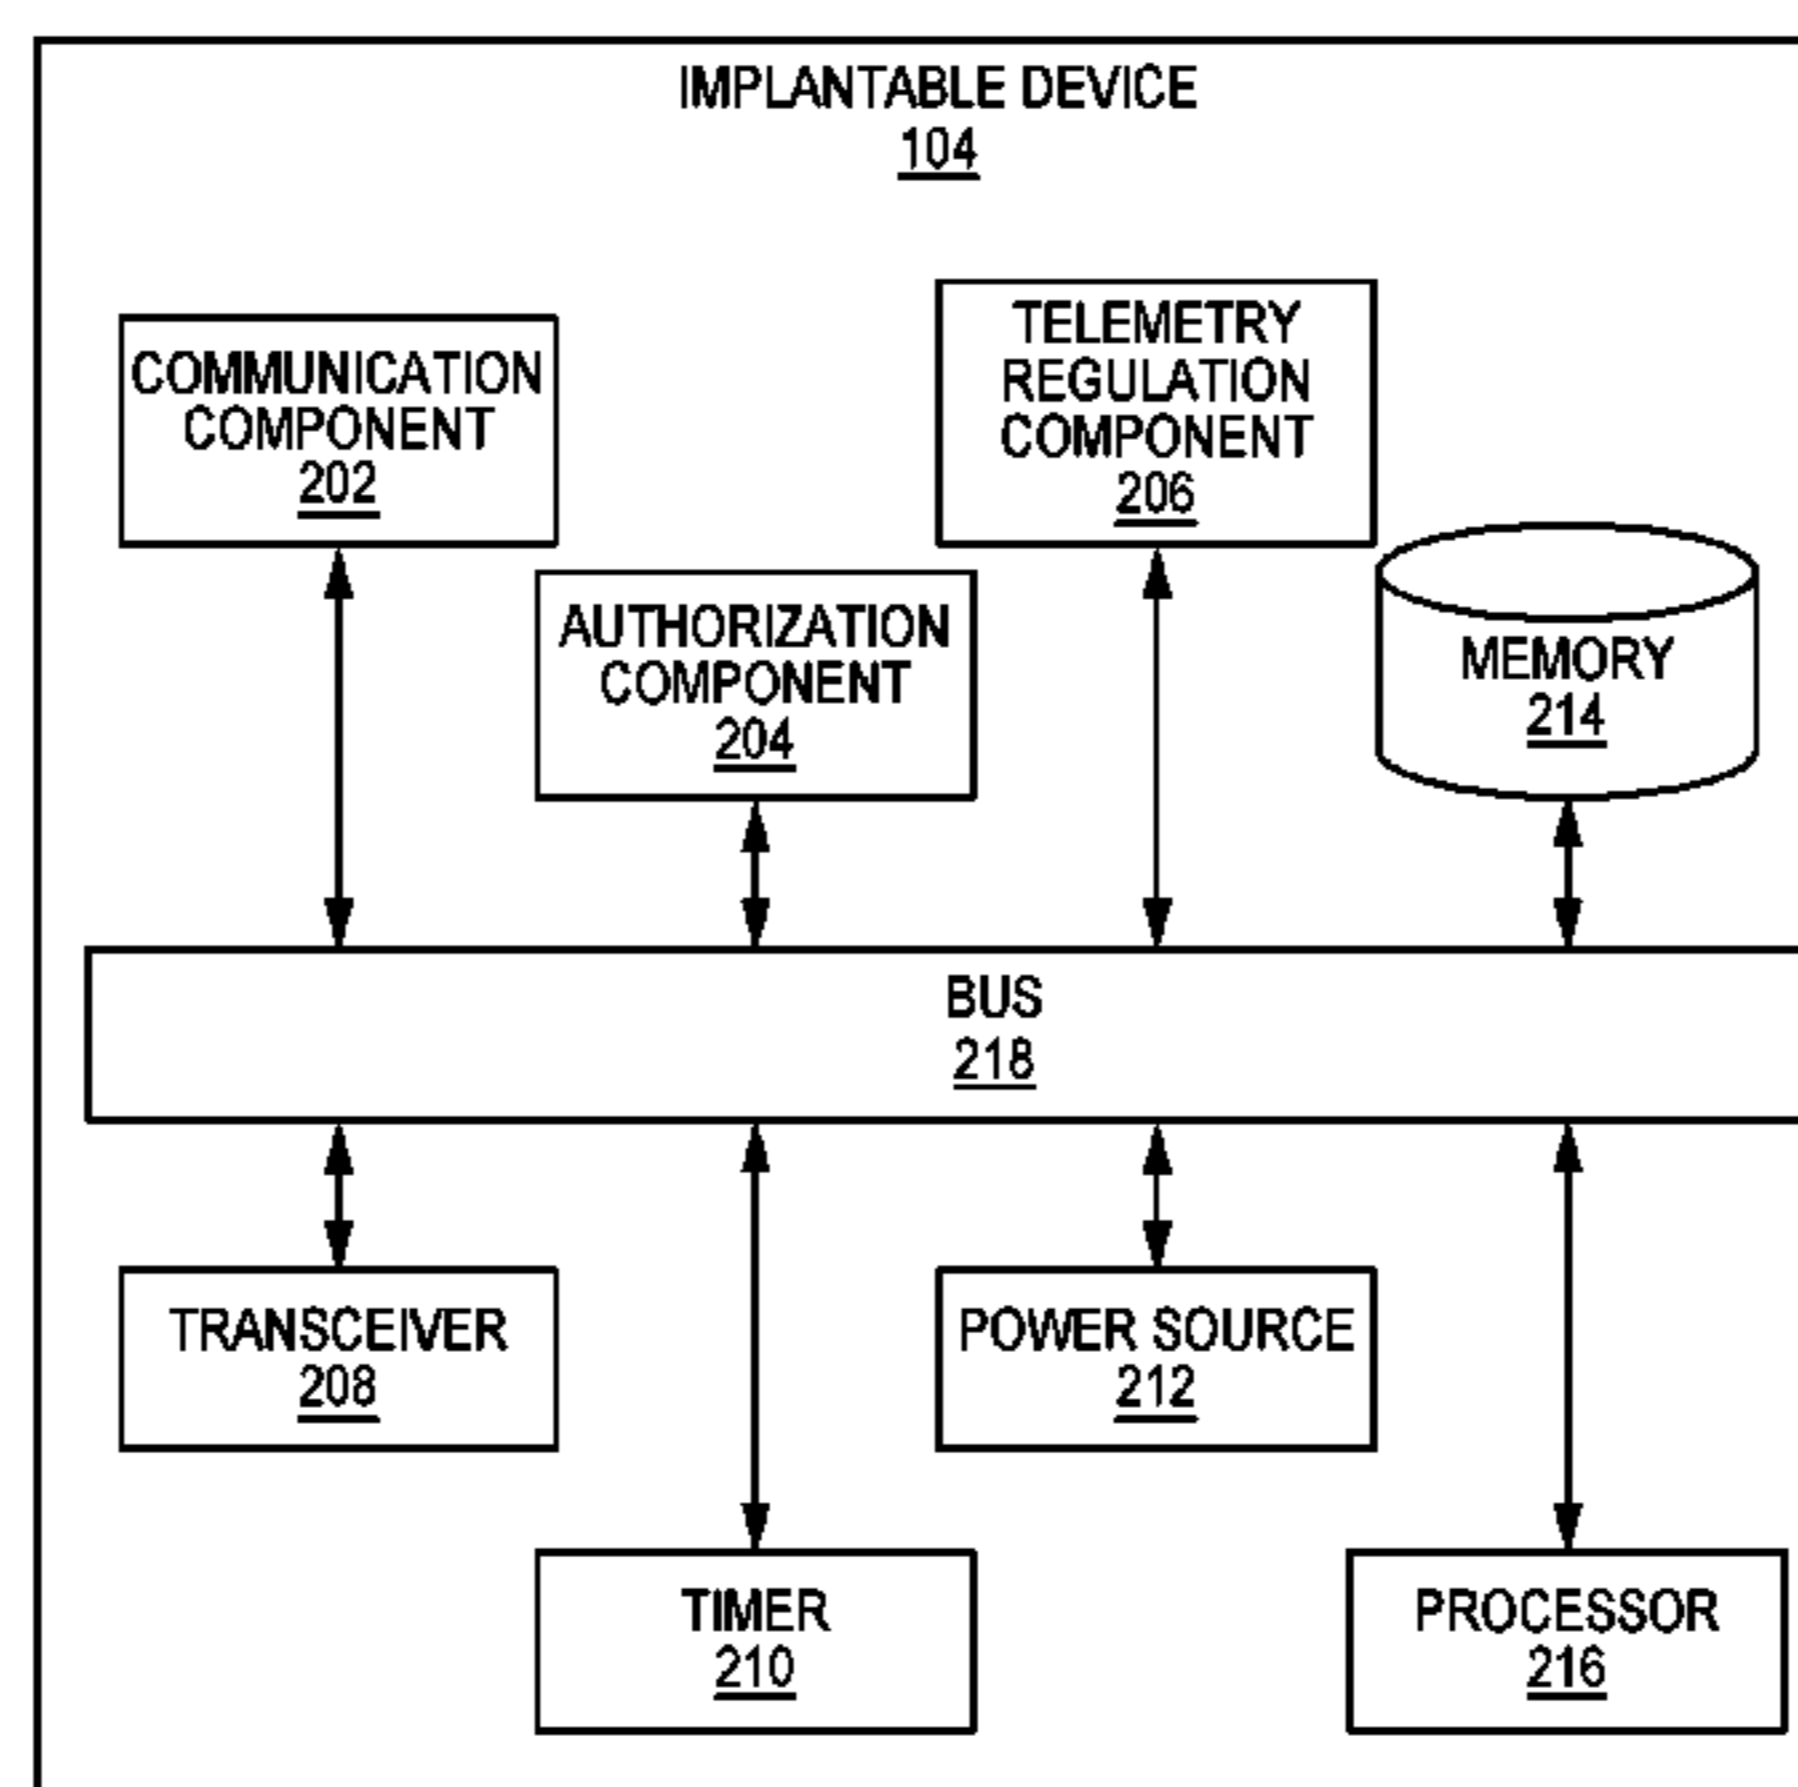 IMPLANTABLE DEVICE
104
COMMUNICATION
COMPONENT
202
TELEMETRY
REGULATION
COMPONENT
206
AUTHORIZATION
COMPONENT
204
MEMORY
214
BUS
218
TRANSCEIVER
208
POWER SOURCE
212
TIMER
210
PROCESSOR
216